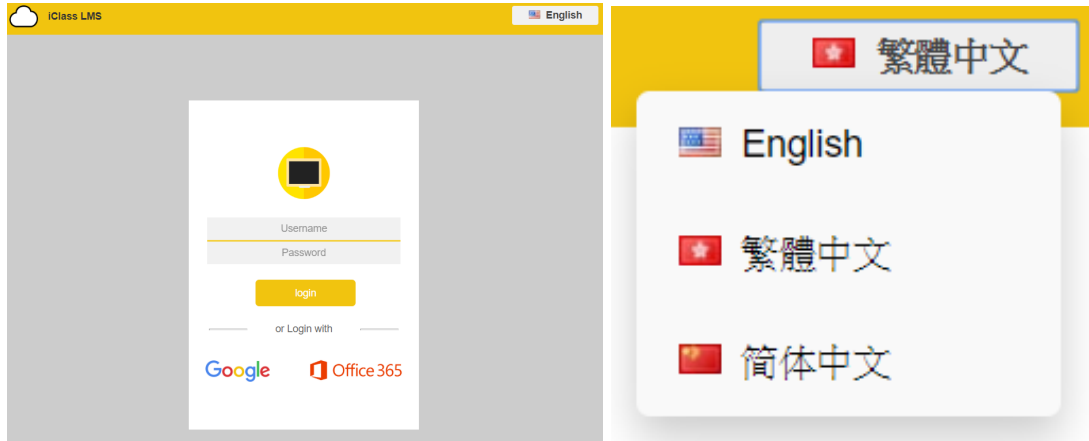 iClass LMS
English
Username
Password
login
or Login with
Google
Office 365
繁體中文
English
繁體中文
简体中文